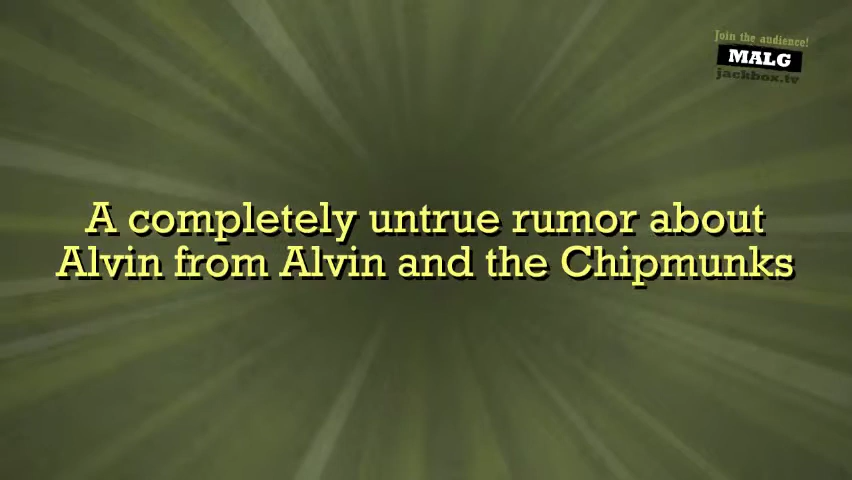 Join the audience!
MALG
jackbox.tv
A completely untrue rumor about
Alvin from Alvin and the Chipmunks